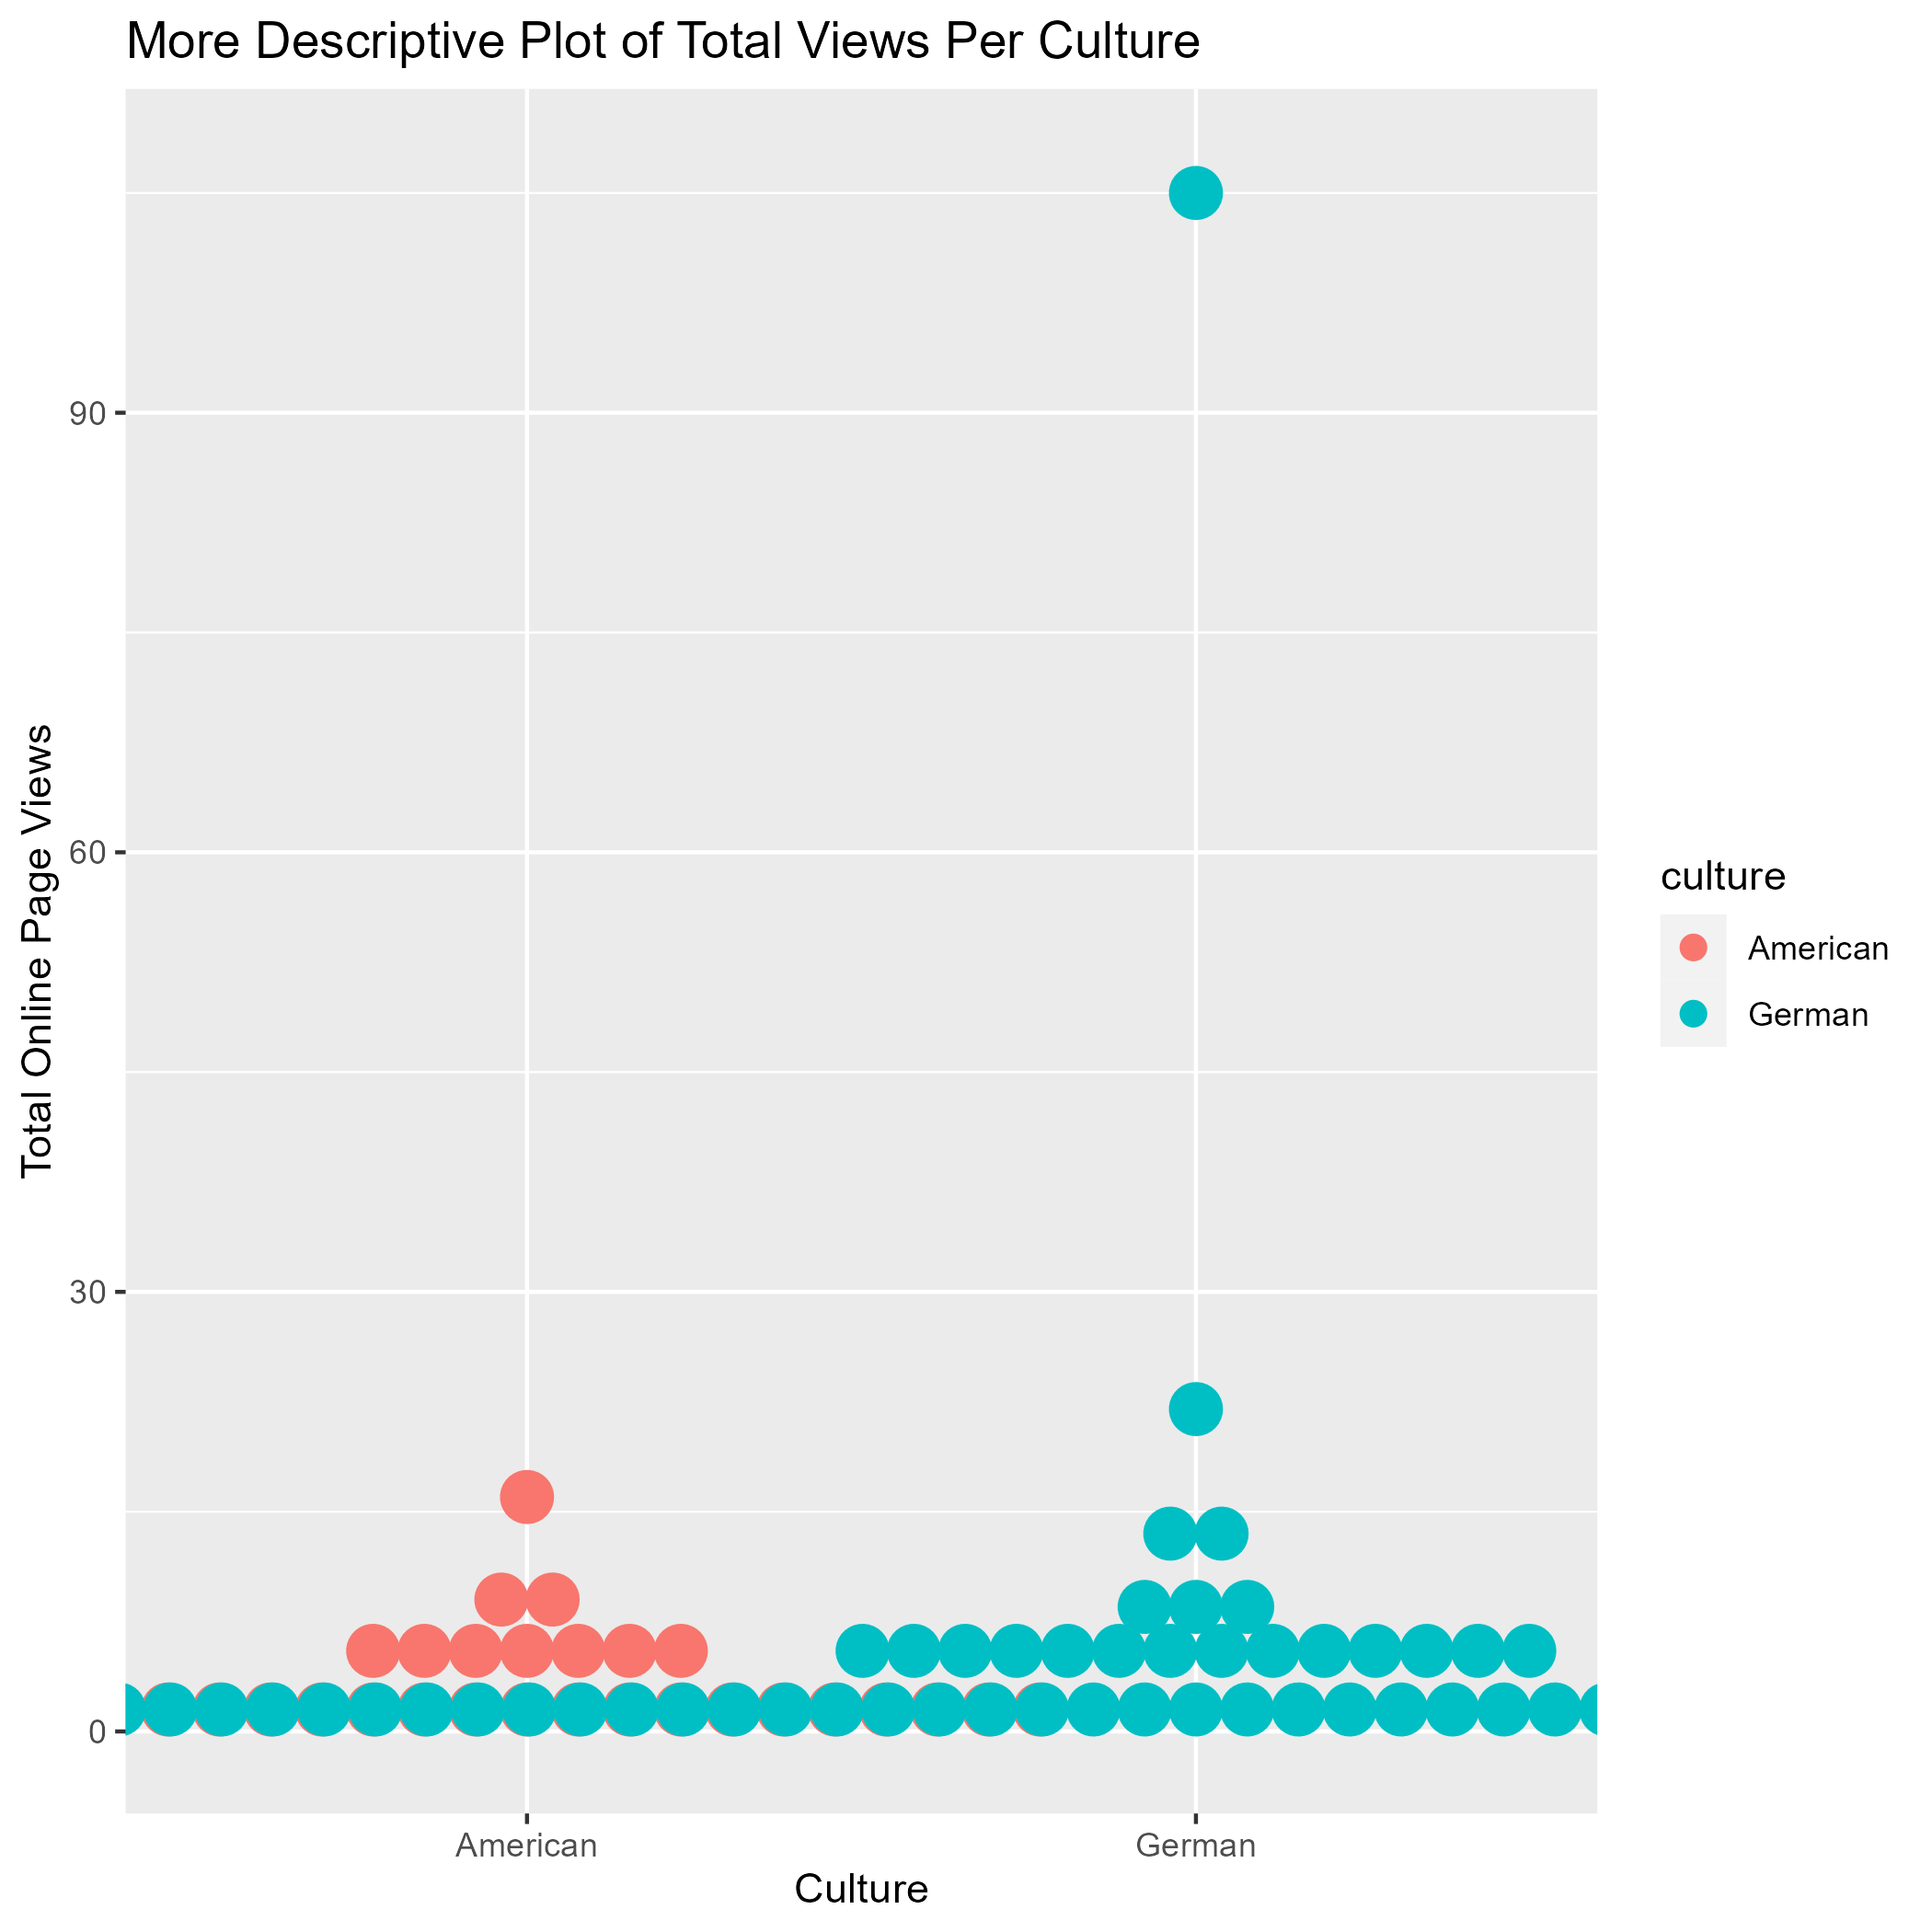 More Descriptive Plot of Total Views Per Culture
Total Online Page Views
90
60
30
0
American
German
Culture
culture
American
German